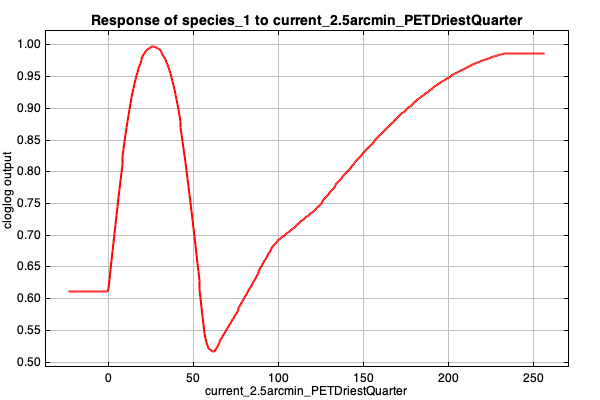 Response of species_1 to current_2.5arcmin_PETDriestQuarter
1.00
0.95
0.90
0.85
0.80
0.75
0.70
0.65
0.60
0.55
0.50
cloglog output
0 50 100 150 200 250
current_2.5arcmin_PETDriestQuarter